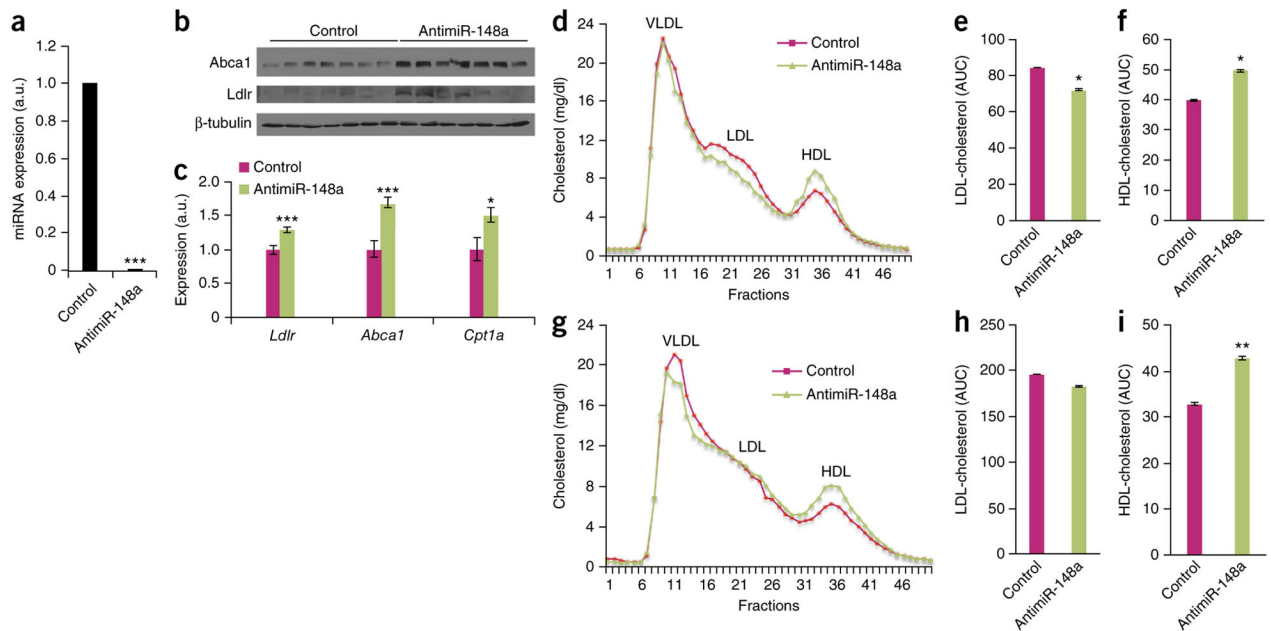 a
miRNA expression (a.u.)
1.2
1.0
0.8
0.6
0.4
0.2
0
***
Control
AntimiR-148a
b
Control
AntimiR-148a
Abca1
Ldlr
β-tubulin
c
Control
AntimiR-148a
Expression (a.u.)
2.0
1.5
1.0
0.5
0
***
***
*
Ldlr
Abca1
Cpt1a
d
Cholesterol (mg/dl)
24
20
16
12
8
4
0
VLDL
LDL
HDL
Control
AntimiR-148a
1 6 11 16 21 26 31 36 41 46
Fractions
e
LDL-cholesterol (AUC)
100
80
60
40
20
0
*
Control
AntimiR-148a
f
HDL-cholesterol (AUC)
60
50
40
30
20
10
0
*
Control
AntimiR-148a
g
Cholesterol (mg/dl)
24
20
16
12
8
4
0
VLDL
LDL
HDL
Control
AntimiR-148a
1 6 11 16 21 26 31 36 41 46
Fractions
h
LDL-cholesterol (AUC)
250
200
150
100
50
0
Control
AntimiR-148a
i
HDL-cholesterol (AUC)
50
40
30
20
10
0
**
Control
AntimiR-148a